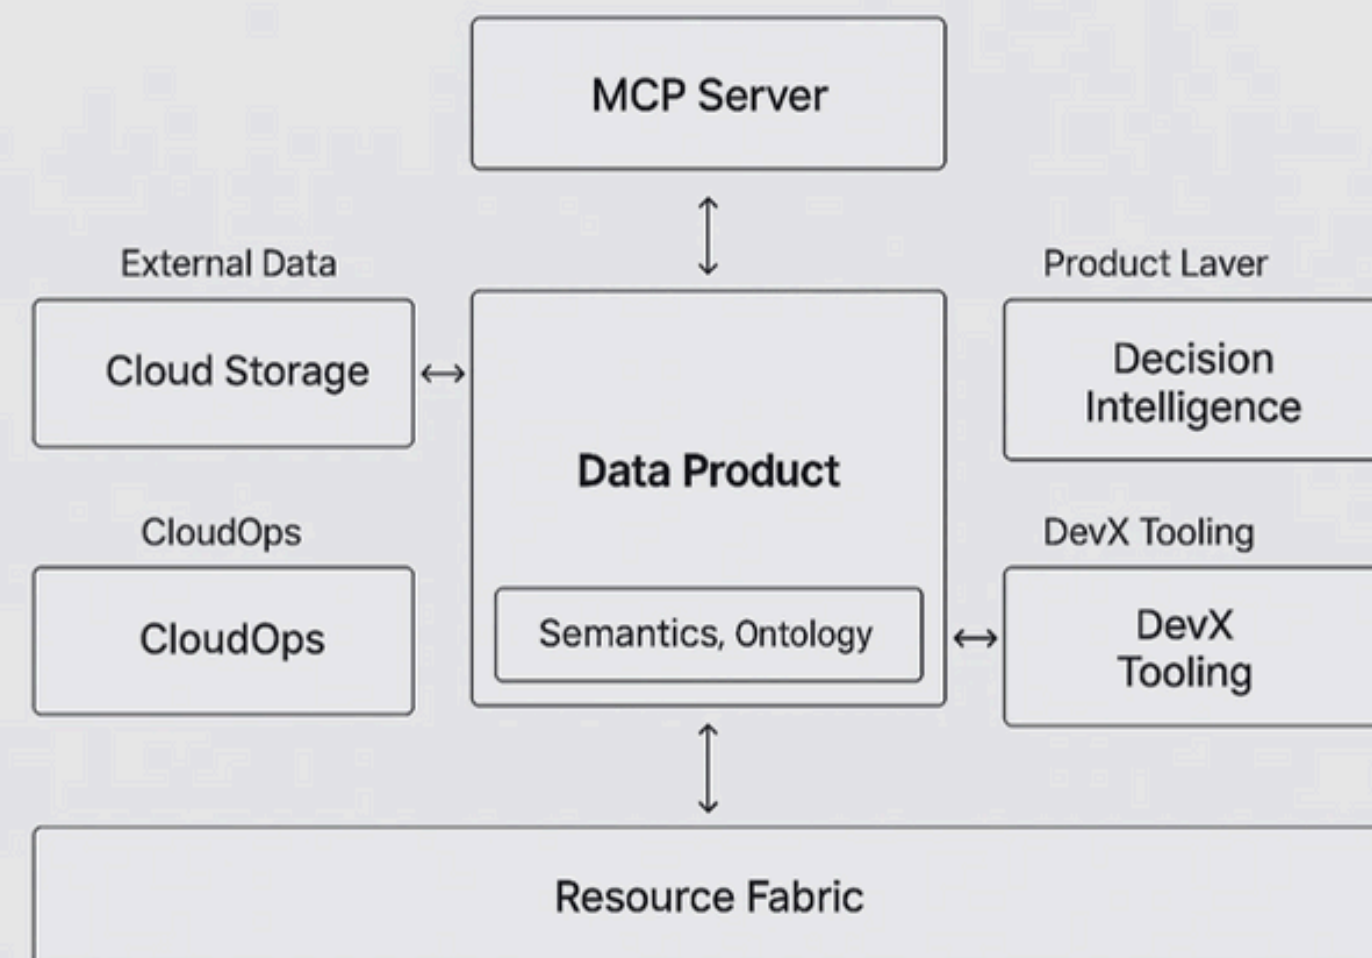 MCP Server
External Data
Product Laver
Cloud Storage
Decision
Intelligence
Data Product
CloudOps
DevX Tooling
CloudOps
Semantics, Ontology
DevX
Tooling
Resource Fabric